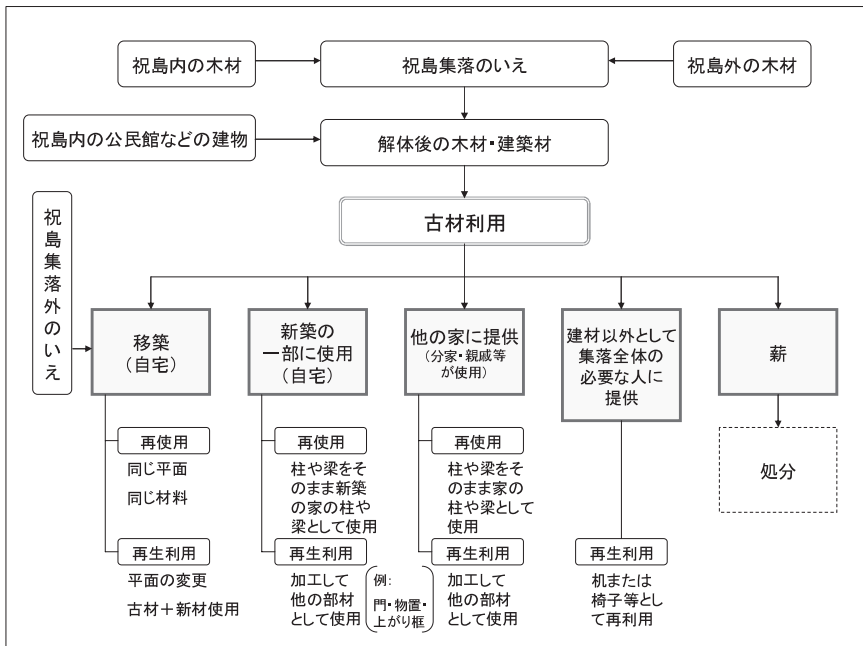 祝島内の木材
祝島集落のいえ
祝島外の木材
祝島内の公民館などの建物
解体後の木材・建築材
古材利用
祝島集落外のいえ
移築
（自宅）
新築の
一部に使用
（自宅）
他の家に提供
（分家・親戚等
が使用）
建材以外として
集落全体の
必要な人に
提供
薪
再使用
同じ平面
同じ材料
再生利用
平面の変更
古材＋新材使用
再使用
柱や梁をそ
のまま新築
の家の柱や
梁として使用
再生利用
加工して
他の部材
として使用
例：
門・物置・
上がり框
再使用
柱や梁をそ
のまま家の
柱や梁として
使用
再生利用
加工して
他の部材
として使用
再生利用
机または
椅子等とし
て再利用
処分